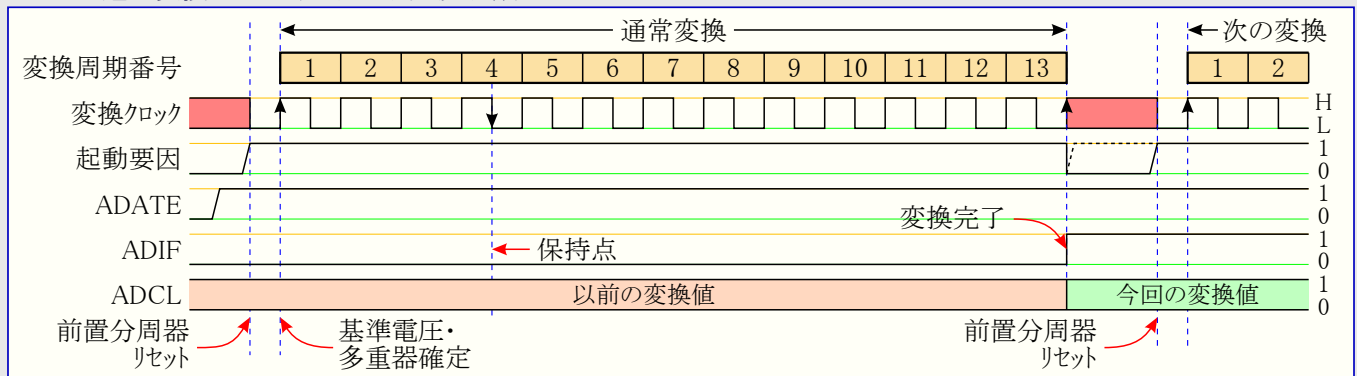 通常変換
次の変換
変換周期番号 1 2 3 4 5 6 7 8 9 10 11 12 13 1 2
変換クロック H L
起動要因 1 0
ADATE 1 0
変換完了
ADIF 1 0
保持点
ADCL 以前の変換値 今回の変換値 1 0
前置分周器
リセット
基準電圧・
多重器確定
前置分周器
リセット